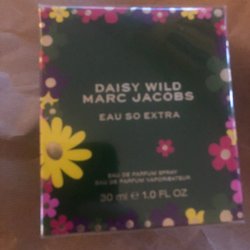 DAISY WILD
MARC JACOBS
EAU SO EXTRA
EAU DE PARFUM SPRAY
EAU DE PARFUM VAPORISATEUR
30 ml ℮ 1.0 FL OZ